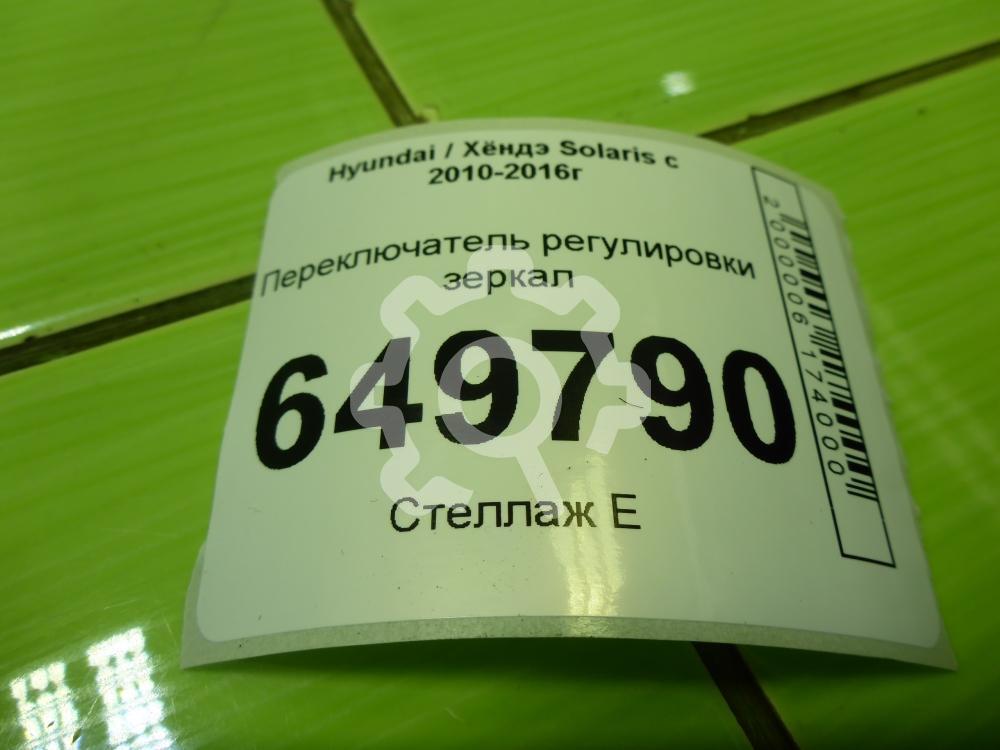 Hyundai / Хёндэ Solaris с
2010-2016г
Переключатель регулировки
зеркал
649790
Стеллаж Е
2000006174000